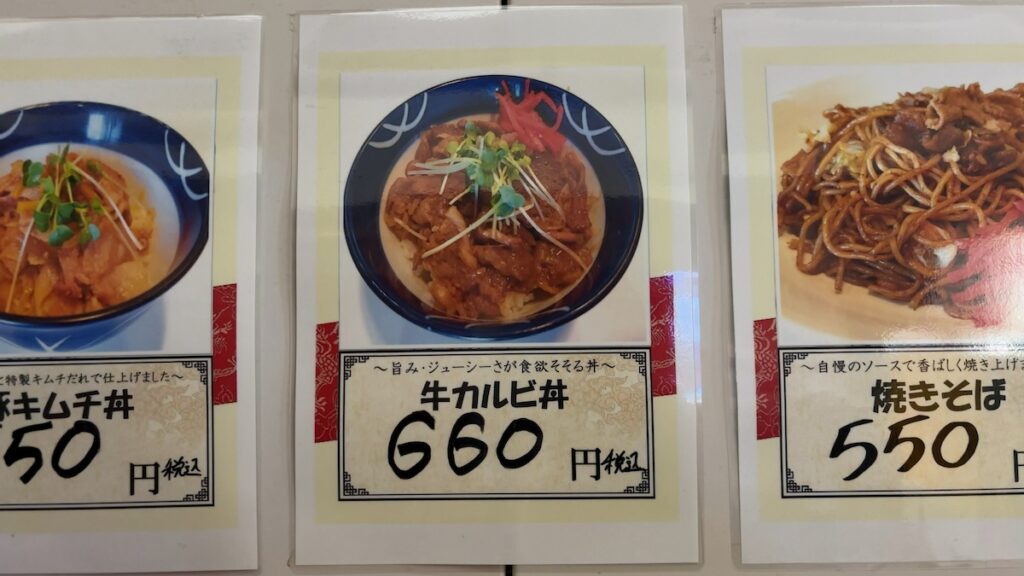 と特製キムチだれで仕上げました～
豚キムチ丼
50
円税込
～旨み・ジューシーさが食欲そそる丼～
牛カルビ丼
660
円税込
～自慢のソースで香ばしく焼き上げま
焼きそば
550
円